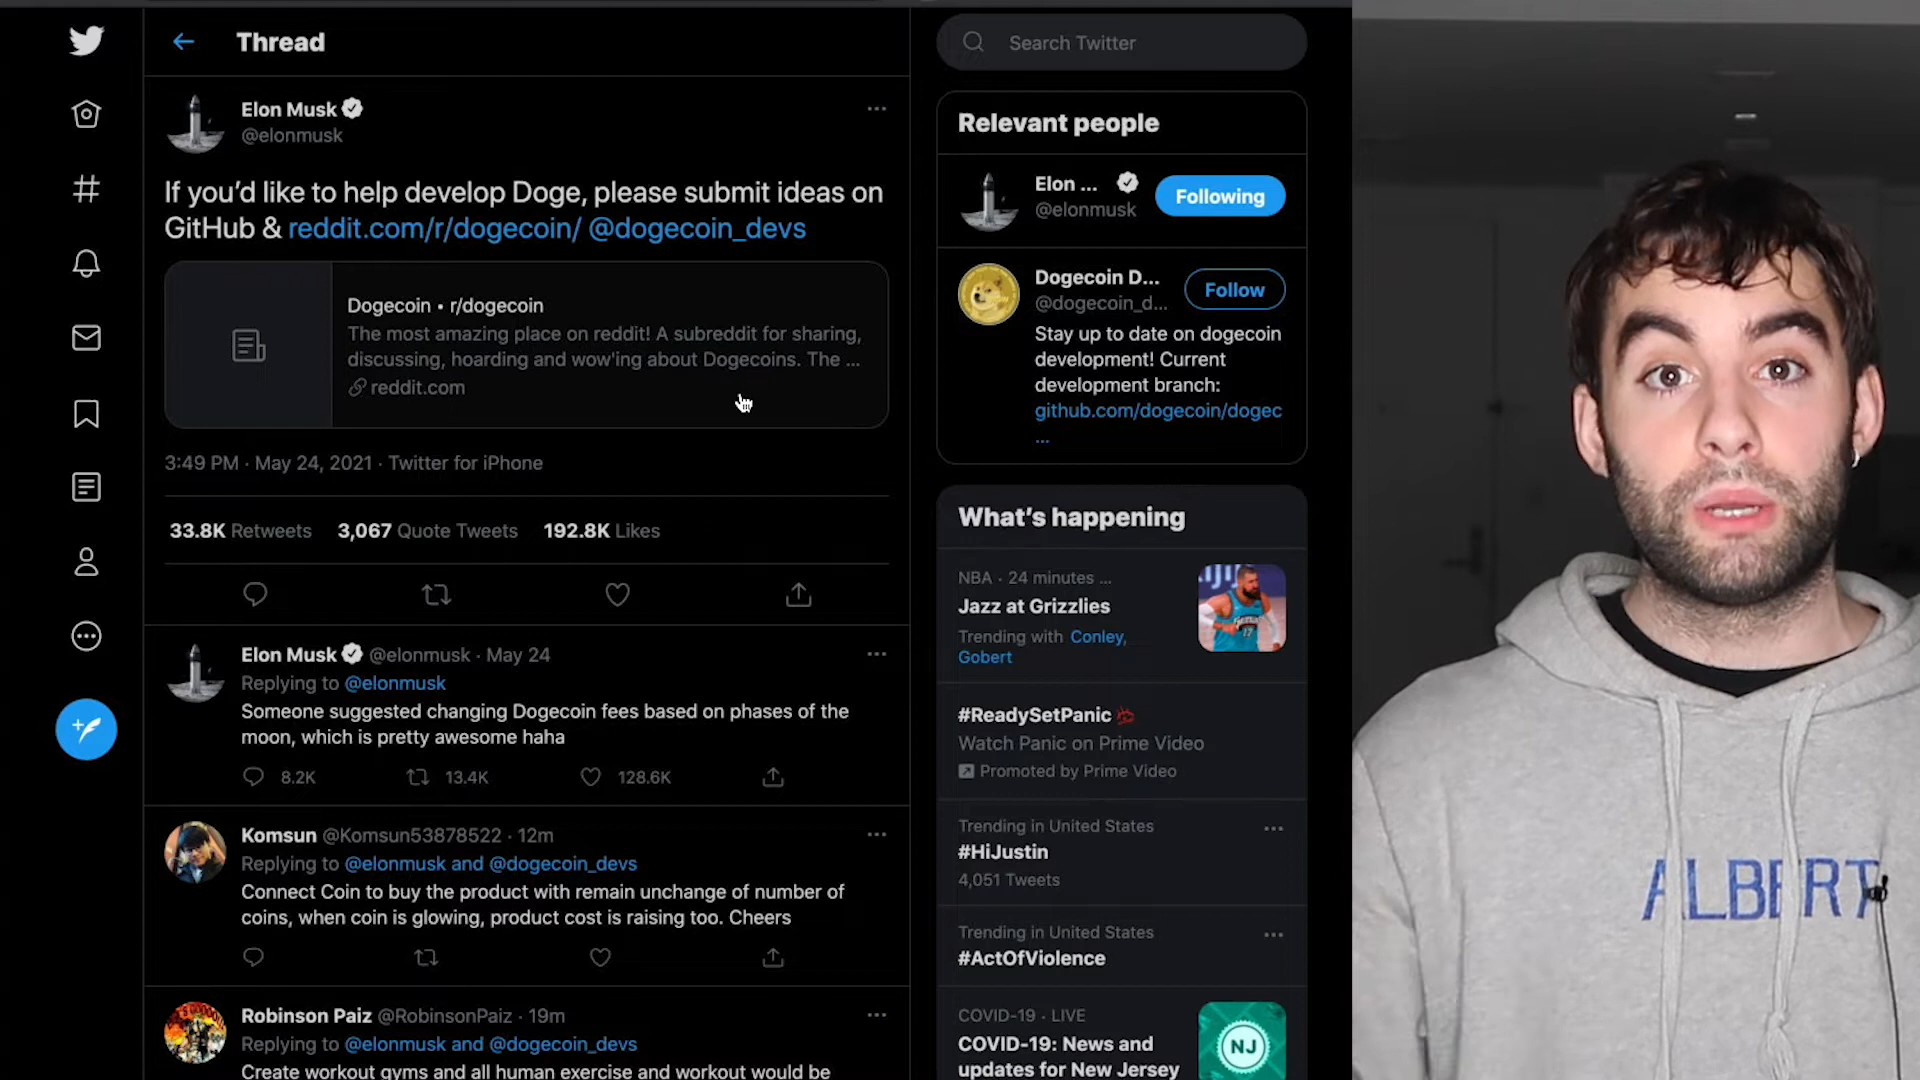 Thread
Elon Musk
@elonmusk
If you'd like to help develop Doge, please submit ideas on
GitHub & reddit.com/r/dogecoin/ @dogecoin_devs
Dogecoin • r/dogecoin
The most amazing place on reddit! A subreddit for sharing,
discussing, hoarding and wow'ing about Dogecoins. The ...
reddit.com
3:49 PM · May 24, 2021 · Twitter for iPhone
33.8K Retweets 3,067 Quote Tweets 192.8K Likes
Elon Musk @elonmusk · May 24
Replying to @elonmusk
Someone suggested changing Dogecoin fees based on phases of the
moon, which is pretty awesome haha
8.2K 13.4K 128.6K
Komsun @Komsun53878522 · 12m
Replying to @elonmusk and @dogecoin_devs
Connect Coin to buy the product with remain unchange of number of
coins, when coin is glowing, product cost is raising too. Cheers
Robinson Paiz @RobinsonPaiz · 19m
Replying to @elonmusk and @dogecoin_devs
Create workout gyms and all human exercise and workout would be
Search Twitter
Relevant people
Elon ...
@elonmusk
Following
Dogecoin D...
@dogecoin_d...
Follow
Stay up to date on dogecoin
development! Current
development branch:
github.com/dogecoin/dogec
...
What's happening
NBA · 24 minutes ...
Jazz at Grizzlies
Trending with Conley,
Gobert
#ReadySetPanic
Watch Panic on Prime Video
Promoted by Prime Video
Trending in United States
#HiJustin
4,051 Tweets
Trending in United States
#ActOfViolence
COVID-19 · LIVE
COVID-19: News and
updates for New Jersey
NJ
ALBERT